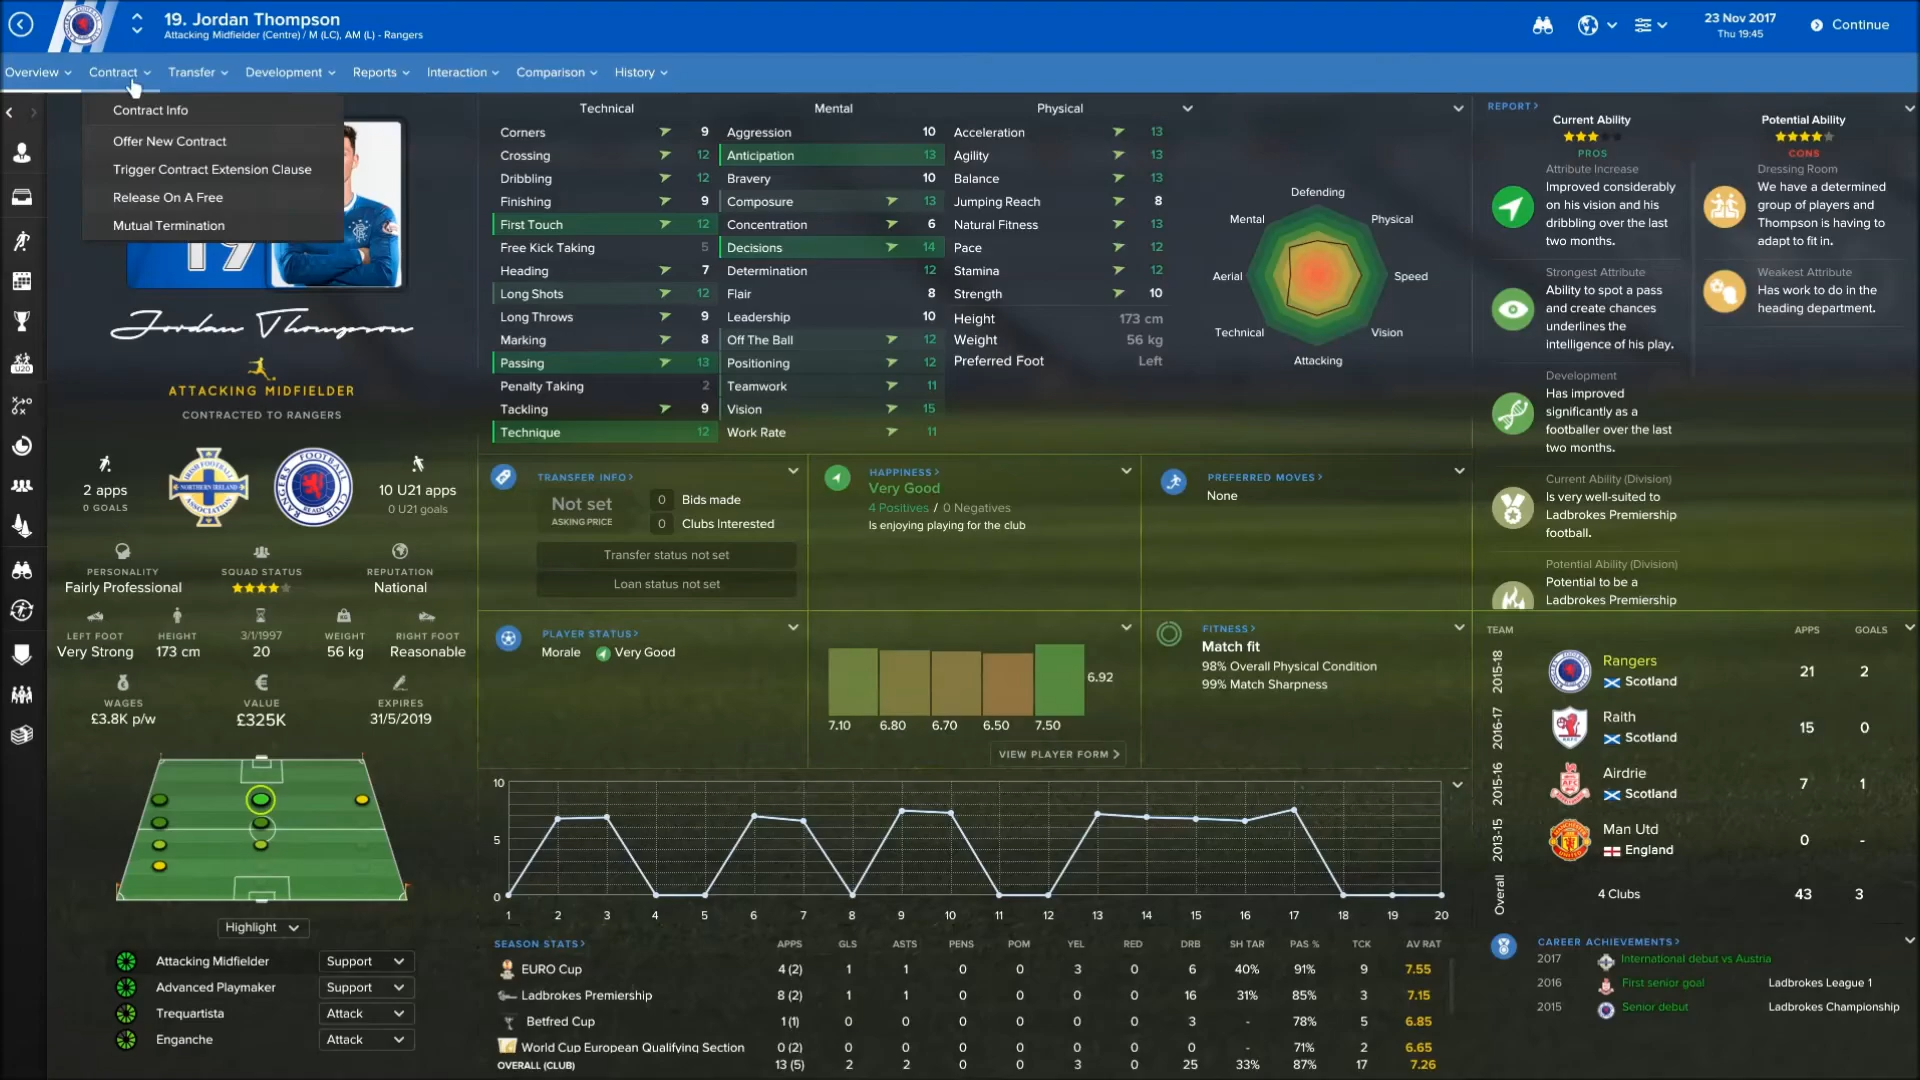 19. Jordan Thompson
Attacking Midfielder (Centre) / M (LC), AM (L) - Rangers
23 Nov 2017
Thu 19:45
Continue
Overview
Contract
Transfer
Development
Reports
Interaction
Comparison
History
Contract Info
Offer New Contract
Trigger Contract Extension Clause
Release On A Free
Mutual Termination
19
Jordan Thompson
ATTACKING MIDFIELDER
CONTRACTED TO RANGERS
2 apps
0 GOALS
IRISH FOOTBALL
NORTHERN IRELAND
ASSOCIATION
RANGERS FOOTBALL CLUB
READY
10 U21 apps
0 U21 goals
PERSONALITY
Fairly Professional
SQUAD STATUS
REPUTATION
National
LEFT FOOT
Very Strong
HEIGHT
173 cm
3/1/1997
20
WEIGHT
56 kg
RIGHT FOOT
Reasonable
WAGES
£3.8K p/w
VALUE
£325K
EXPIRES
31/5/2019
Highlight
Attacking Midfielder Support
Advanced Playmaker Support
Trequartista Attack
Enganche Attack
U20
Technical
Corners 9
Crossing 12
Dribbling 12
Finishing 9
First Touch 12
Free Kick Taking 5
Heading 7
Long Shots 12
Long Throws 9
Marking 8
Passing 13
Penalty Taking 2
Tackling 9
Technique 12
Mental
Aggression 10
Anticipation 13
Bravery 10
Composure 13
Concentration 6
Decisions 14
Determination 12
Flair 8
Leadership 10
Off The Ball 12
Positioning 12
Teamwork 11
Vision 15
Work Rate 11
Physical
Acceleration 13
Agility 13
Balance 13
Jumping Reach 8
Natural Fitness 13
Pace 12
Stamina 12
Strength 10
Height 173 cm
Weight 56 kg
Preferred Foot Left
Defending
Mental
Physical
Aerial
Speed
Technical
Vision
Attacking
REPORT
Current Ability
PROS
Attribute Increase
Improved considerably
on his vision and his
dribbling over the last
two months.
Strongest Attribute
Ability to spot a pass
and create chances
underlines the
intelligence of his play.
Development
Has improved
significantly as a
footballer over the last
two months.
Current Ability (Division)
Is very well-suited to
Ladbrokes Premiership
football.
Potential Ability (Division)
Potential to be a
Ladbrokes Premiership
Potential Ability
CONS
Dressing Room
We have a determined
group of players and
Thompson is having to
adapt to fit in.
Weakest Attribute
Has work to do in the
heading department.
TRANSFER INFO
Not set
ASKING PRICE
0 Bids made
0 Clubs Interested
Transfer status not set
Loan status not set
HAPPINESS
Very Good
4 Positives / 0 Negatives
Is enjoying playing for the club
PREFERRED MOVES
None
PLAYER STATUS
Morale Very Good
6.92
7.10 6.80 6.70 6.50 7.50
VIEW PLAYER FORM
FITNESS
Match fit
98% Overall Physical Condition
99% Match Sharpness
10
5
0
1 2 3 4 5 6 7 8 9 10 11 12 13 14 15 16 17 18 19 20
SEASON STATS APPS GLS ASTS PENS POM YEL RED DRB SH TAR PAS % TCK AV RAT
EURO Cup 4 (2) 1 1 0 0 3 0 6 40% 91% 9 7.55
Ladbrokes Premiership 8 (2) 1 1 0 0 0 0 16 31% 85% 3 7.15
Betfred Cup 1 (1) 0 0 0 0 0 0 3 - 78% 5 6.85
World Cup European Qualifying Section 0 (2) 0 0 0 0 0 0 0 - 71% 2 6.65
OVERALL (CLUB) 13 (5) 2 2 0 0 3 0 25 33% 87% 17 7.26
TEAM APPS GOALS
2015-18 Rangers 21 2
Scotland
2016-17 Raith 15 0
Scotland
2015-16 Airdrie 7 1
Scotland
2013-15 Man Utd 0 -
England
Overall 4 Clubs 43 3
CAREER ACHIEVEMENTS
2017 International debut vs Austria
2016 First senior goal Ladbrokes League 1
2015 Senior debut Ladbrokes Championship